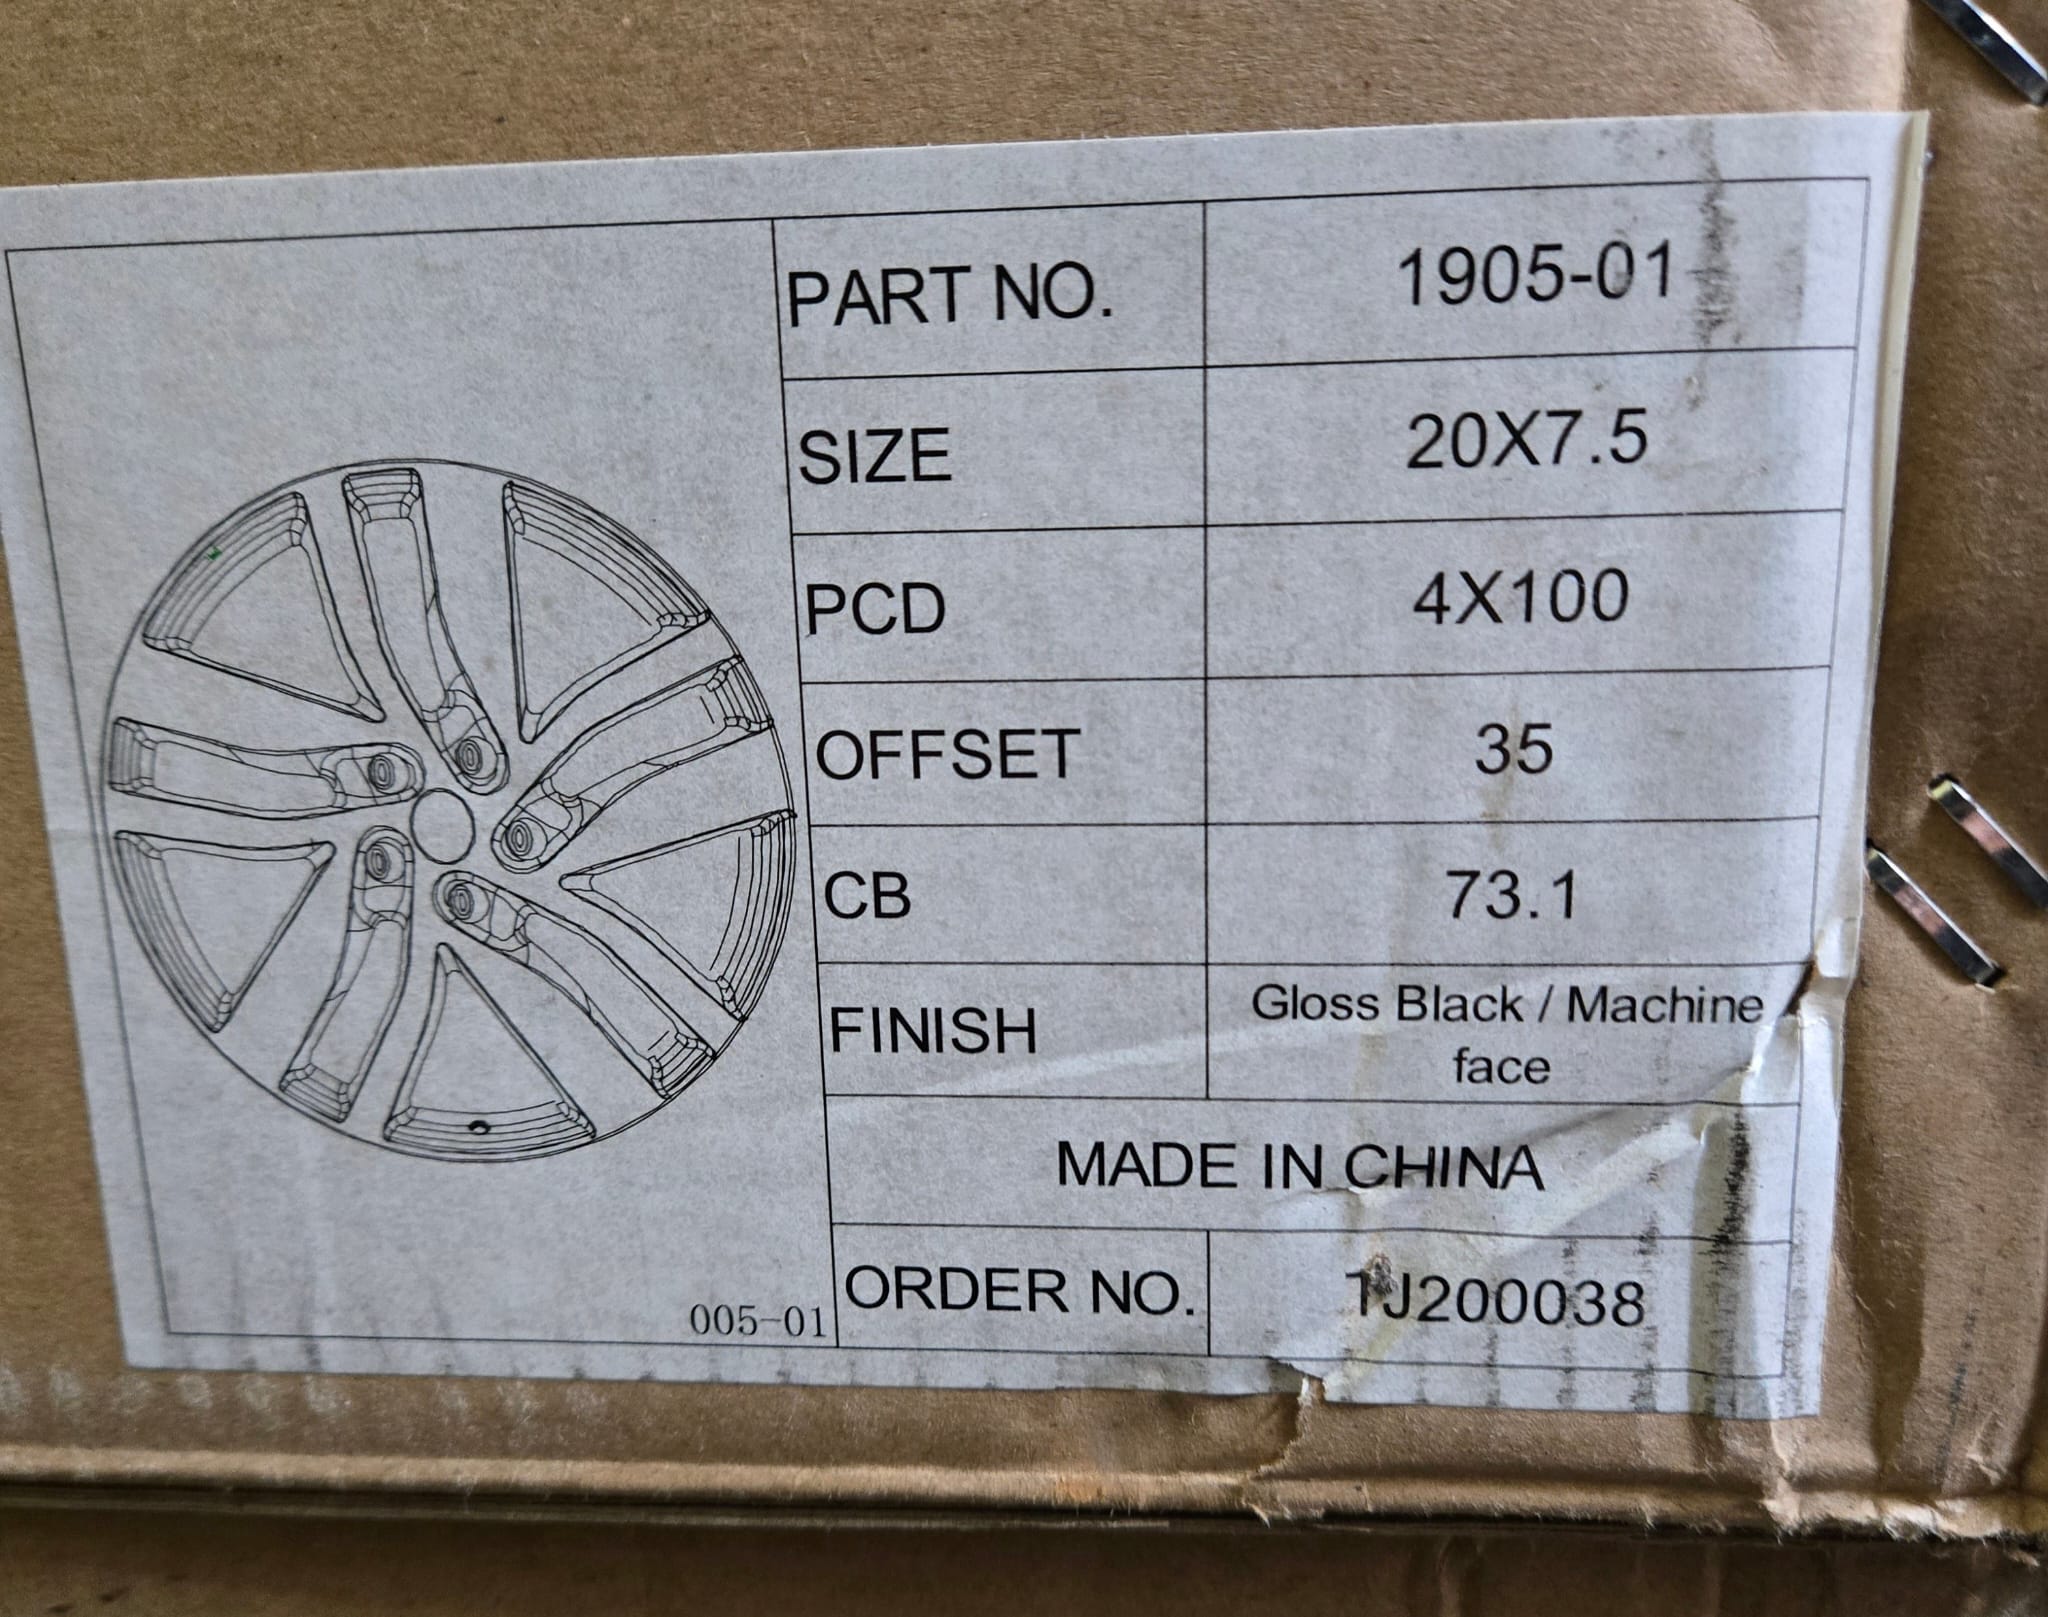 PART NO. 1905-01
SIZE 20X7.5
PCD 4X100
OFFSET 35
CB 73.1
FINISH Gloss Black / Machine
face
MADE IN CHINA
005-01
ORDER NO. TJ200038